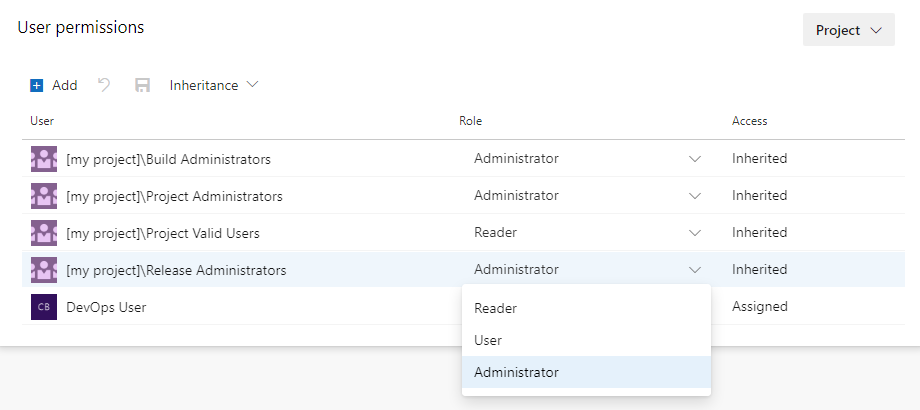 User permissions
Project
Add
Inheritance
User Role Access
[my project]\Build Administrators Administrator Inherited
[my project]\Project Administrators Administrator Inherited
[my project]\Project Valid Users Reader Inherited
[my project]\Release Administrators Administrator Inherited
CB DevOps User Assigned
Reader
User
Administrator